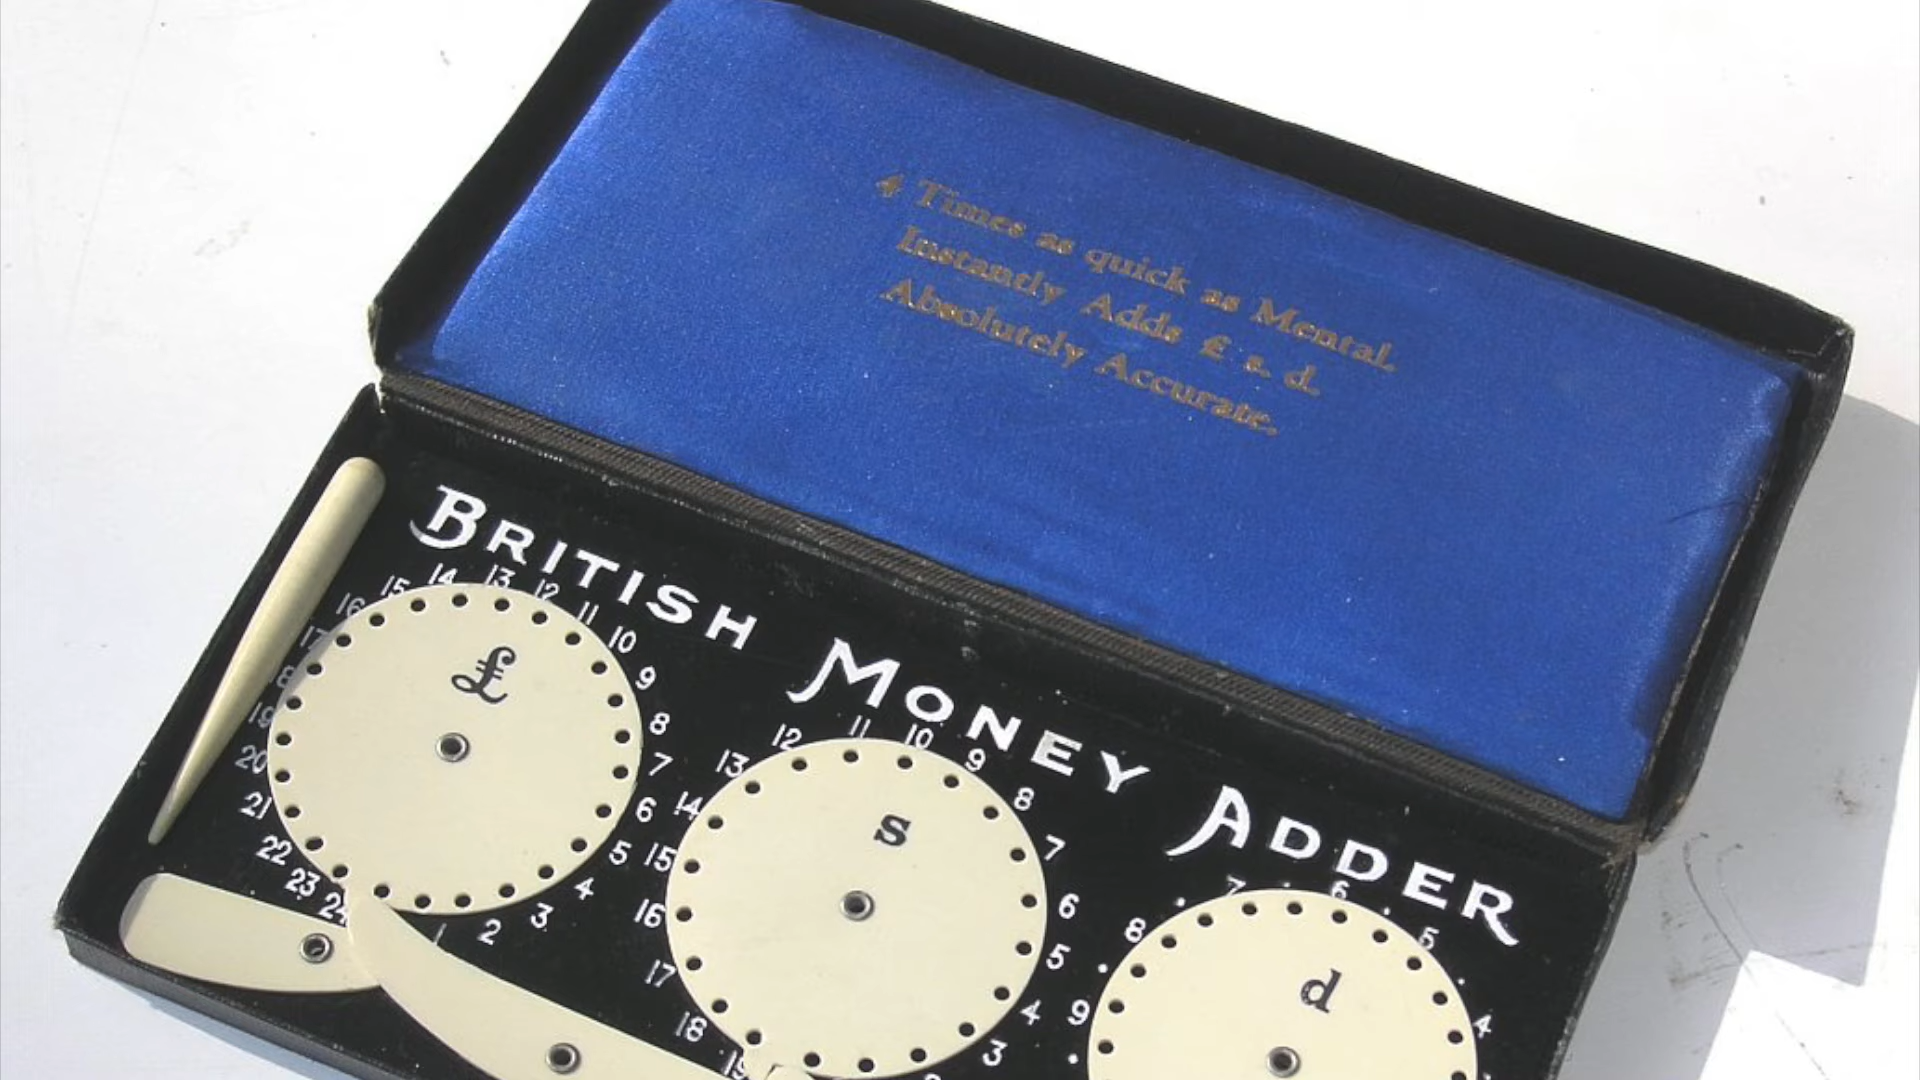 4 Times as quick as Mental.
Instantly Adds £ s. d.
Absolutely Accurate.
BRITISH MONEY ADDER
£
15 14 13 12 11 10 9 8 7 6 5 4 3 2 1
16 17 18 19 20 21 22 23 24
s
12 11 10 9 8 7 6 5 4 3
13 14 15 16 17 18 19
d
7 6 5 4
8 9